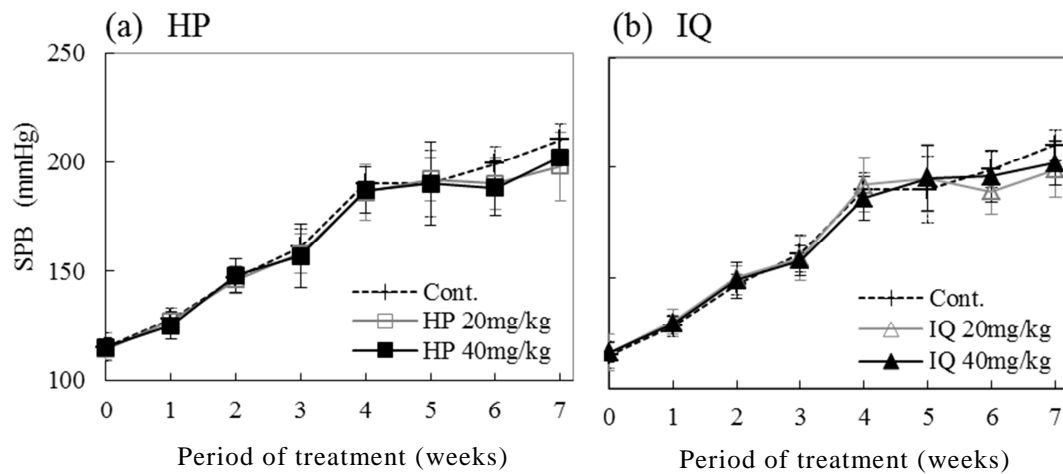 (a) HP
(b) IQ
250
200
150
100
SPB (mmHg)
Cont.
HP 20mg/kg
HP 40mg/kg
Cont.
IQ 20mg/kg
IQ 40mg/kg
0 1 2 3 4 5 6 7
0 1 2 3 4 5 6 7
Period of treatment (weeks)
Period of treatment (weeks)